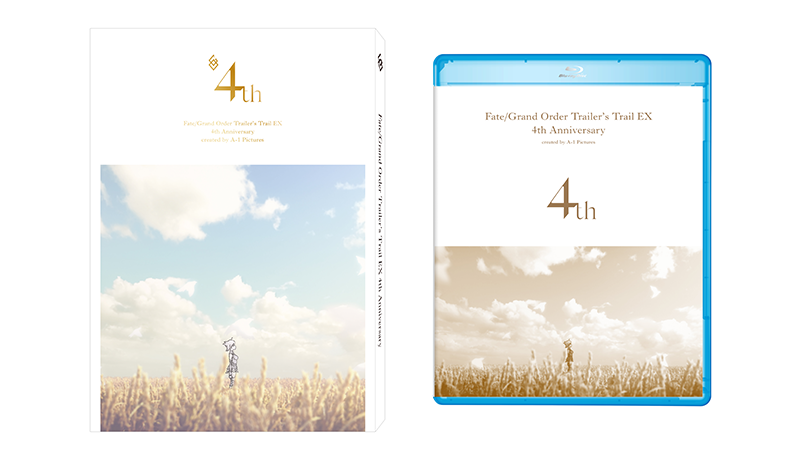 4th
Fate/Grand Order Trailer's Trail EX
4th Anniversary
created by A-1 Pictures
Fate/Grand Order Trailer's Trail EX 4th Anniversary
Fate/Grand Order Trailer's Trail EX
4th Anniversary
created by A-1 Pictures
4th